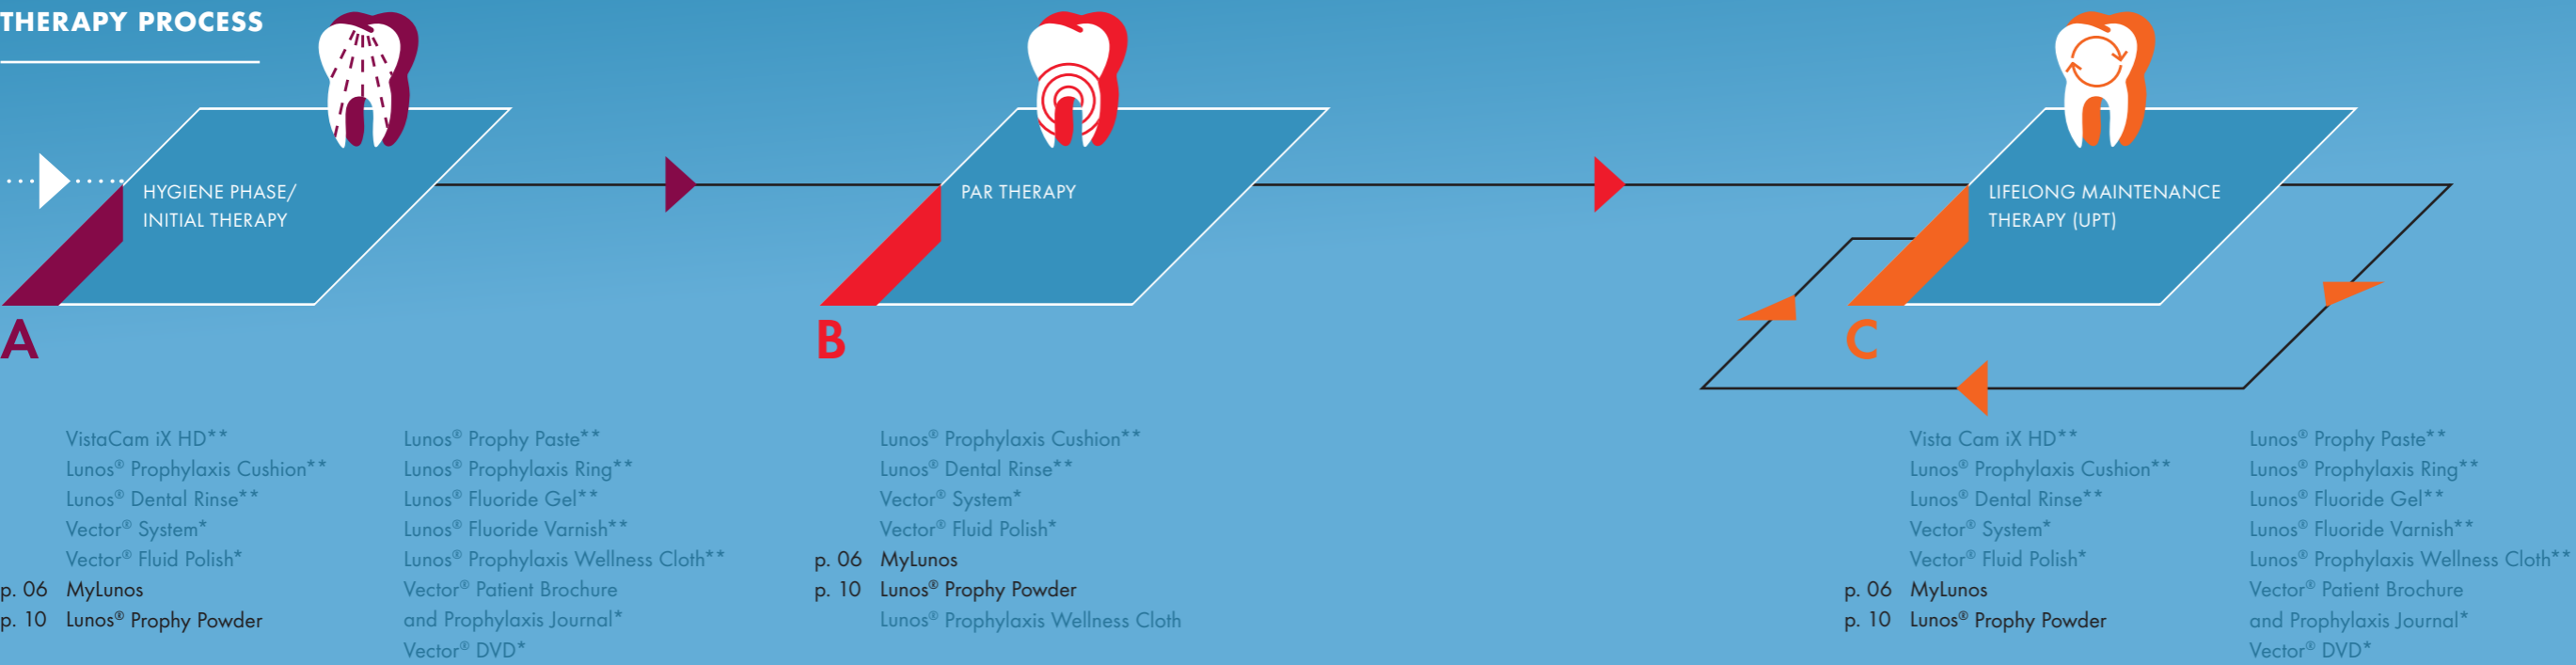 THERAPY PROCESS
HYGIENE PHASE/
INITIAL THERAPY
PAR THERAPY
LIFELONG MAINTENANCE
THERAPY (UPT)
A
VistaCam iX HD**
Lunos® Prophylaxis Cushion**
Lunos® Dental Rinse**
Vector® System*
Vector® Fluid Polish*
p. 06 MyLunos
p. 10 Lunos® Prophy Powder
Lunos® Prophy Paste**
Lunos® Prophylaxis Ring**
Lunos® Fluoride Gel**
Lunos® Fluoride Varnish**
Lunos® Prophylaxis Wellness Cloth**
Vector® Patient Brochure
and Prophylaxis Journal*
Vector® DVD*
B
Lunos® Prophylaxis Cushion**
Lunos® Dental Rinse**
Vector® System*
Vector® Fluid Polish*
p. 06 MyLunos
p. 10 Lunos® Prophy Powder
Lunos® Prophylaxis Wellness Cloth
C
Vista Cam iX HD**
Lunos® Prophylaxis Cushion**
Lunos® Dental Rinse**
Vector® System*
Vector® Fluid Polish*
p. 06 MyLunos
p. 10 Lunos® Prophy Powder
Lunos® Prophy Paste**
Lunos® Prophylaxis Ring**
Lunos® Fluoride Gel**
Lunos® Fluoride Varnish**
Lunos® Prophylaxis Wellness Cloth**
Vector® Patient Brochure
and Prophylaxis Journal*
Vector® DVD*